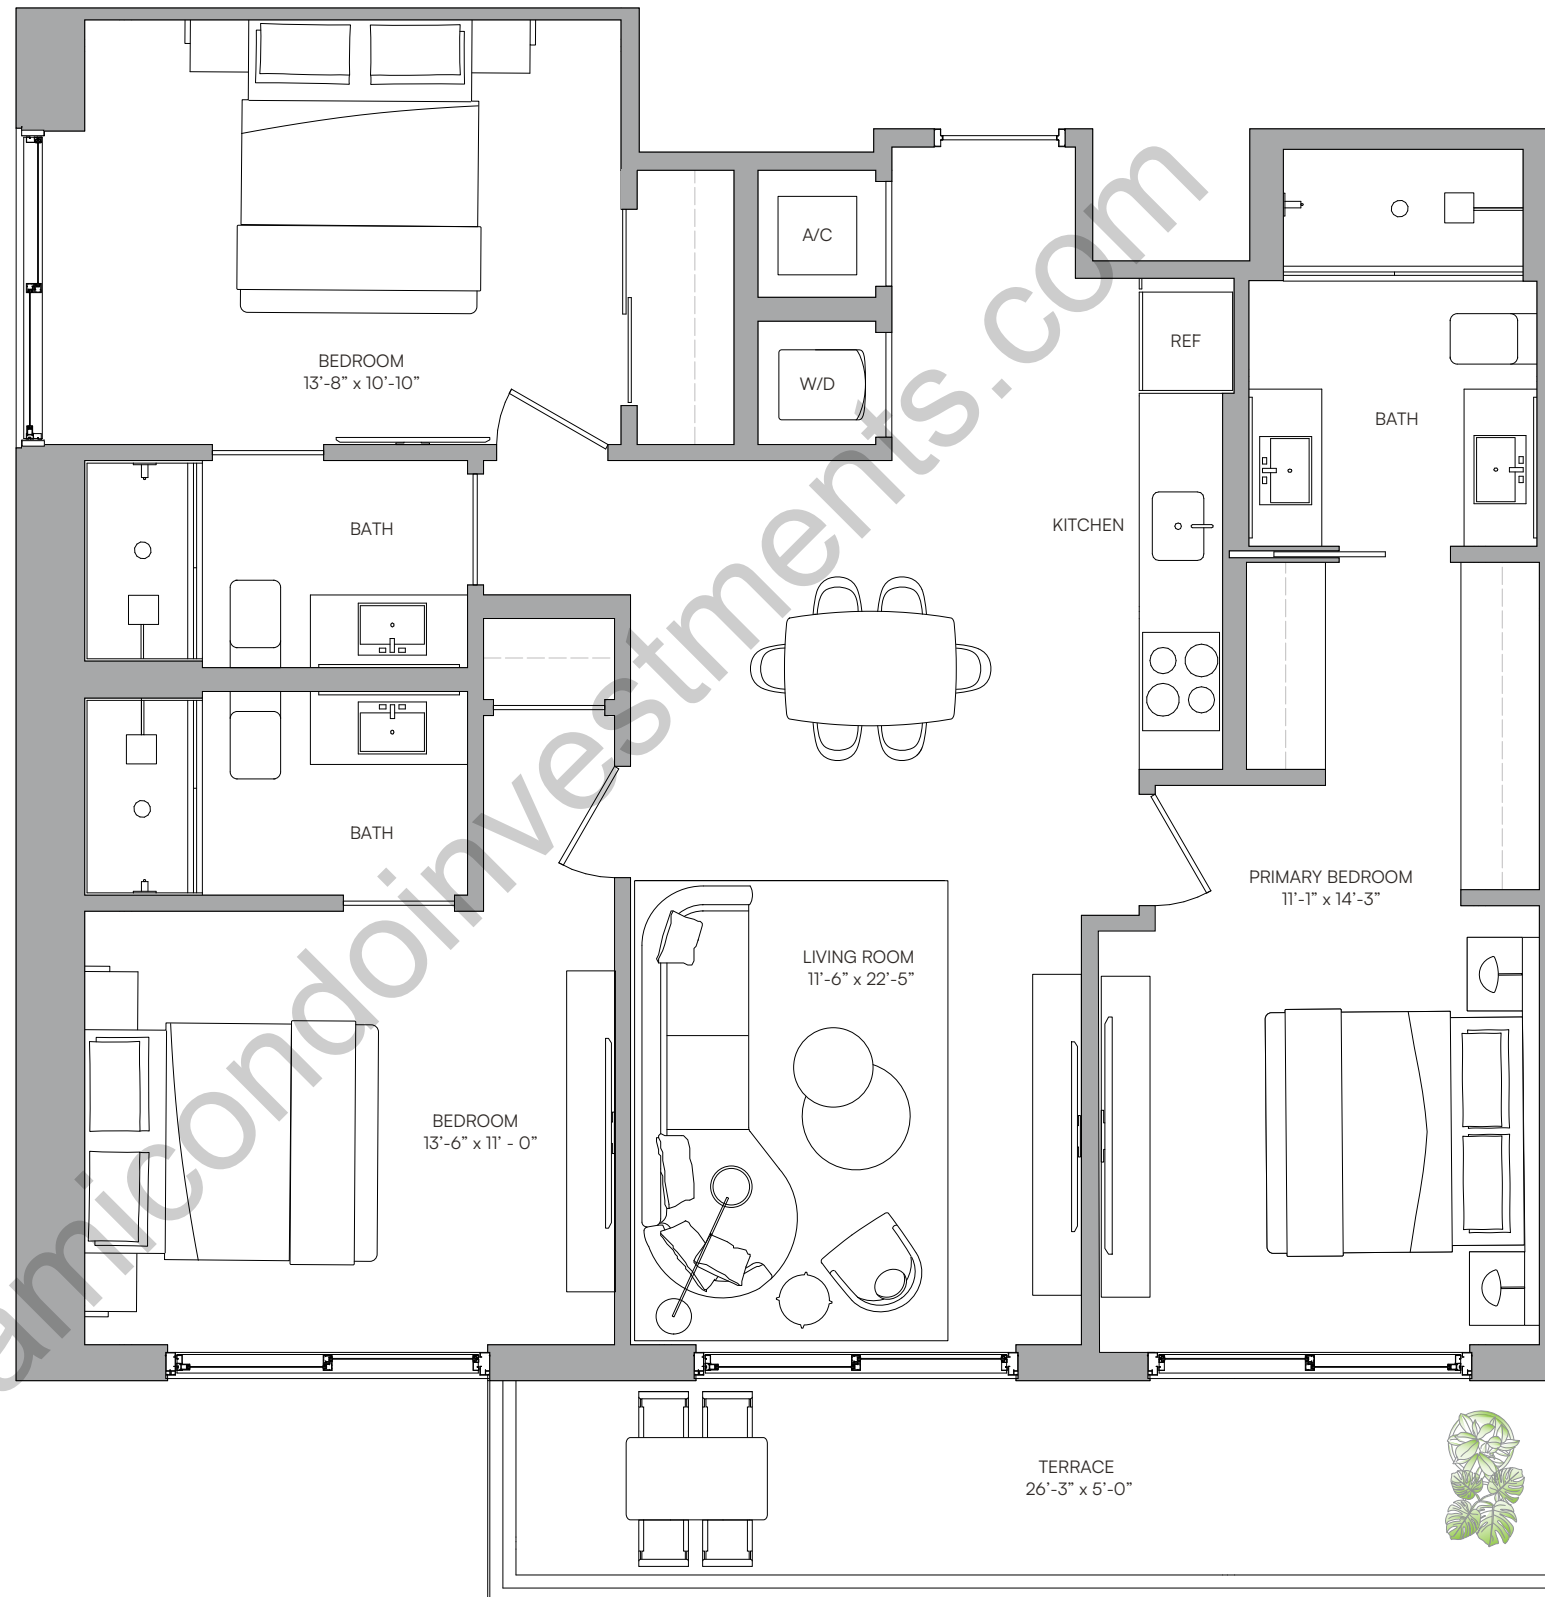 A/C
W/D
REF
BEDROOM
13'-8” x 10'-10”
BATH
KITCHEN
BATH
BATH
PRIMARY BEDROOM
11'-1” x 14'-3”
LIVING ROOM
11'-6” x 22'-5”
BEDROOM
13'-6” x 11' - 0”
TERRACE
26'-3” x 5'-0”
amicondoinvestments.com